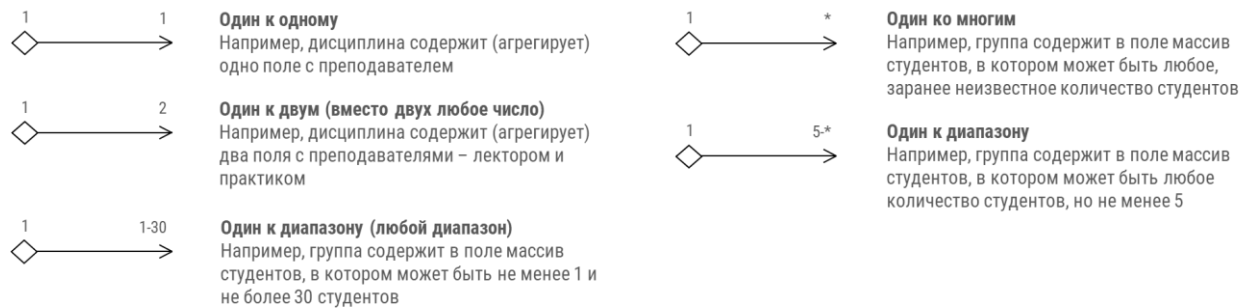 1 1
Один к одному
Например, дисциплина содержит (агрегирует)
одно поле с преподавателем
1 2
Один к двум (вместо двух любое число)
Например, дисциплина содержит (агрегирует)
два поля с преподавателями – лектором и
практиком
1 1-30
Один к диапазону (любой диапазон)
Например, группа содержит в поле массив
студентов, в котором может быть не менее 1 и
не более 30 студентов
1 *
Один ко многим
Например, группа содержит в поле массив
студентов, в котором может быть любое,
заранее неизвестное количество студентов
1 5-*
Один к диапазону
Например, группа содержит в поле массив
студентов, в котором может быть любое
количество студентов, но не менее 5